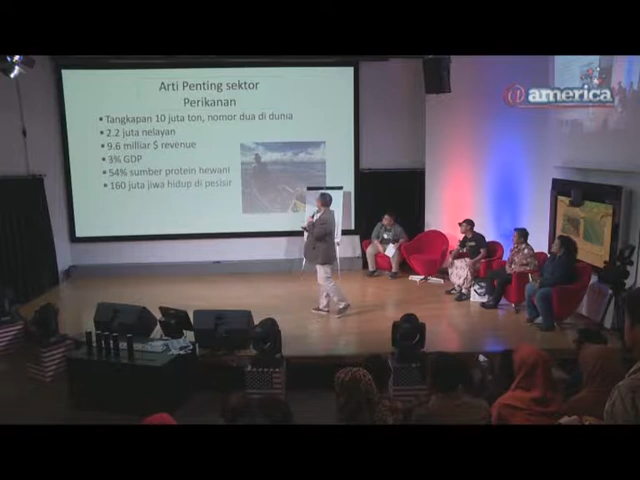 Arti Penting sektor
Perikanan
• Tangkapan 10 juta ton, nomor dua di dunia
• 2.2 juta nelayan
• 9.6 milliar $ revenue
• 3% GDP
• 54% sumber protein hewani
• 160 juta jiwa hidup di pesisir
@america